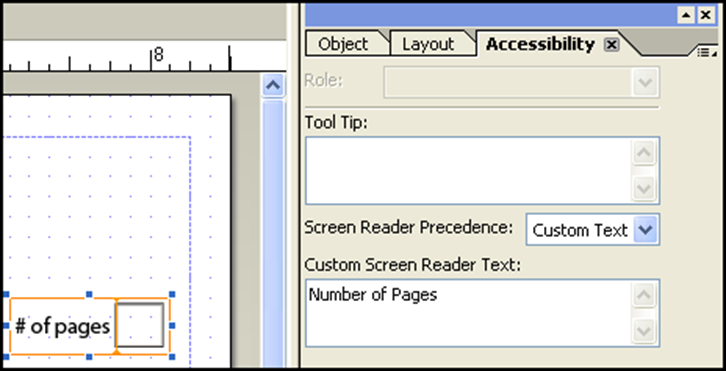 Object Layout Accessibility
8
Role:
Tool Tip:
Screen Reader Precedence: Custom Text
Custom Screen Reader Text:
Number of Pages
# of pages